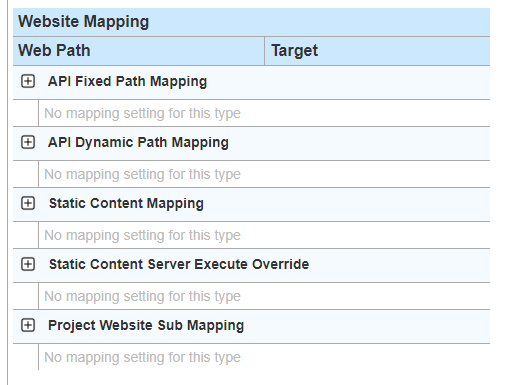 Website Mapping
Web Path Target
API Fixed Path Mapping
No mapping setting for this type
API Dynamic Path Mapping
No mapping setting for this type
Static Content Mapping
No mapping setting for this type
Static Content Server Execute Override
No mapping setting for this type
Project Website Sub Mapping
No mapping setting for this type